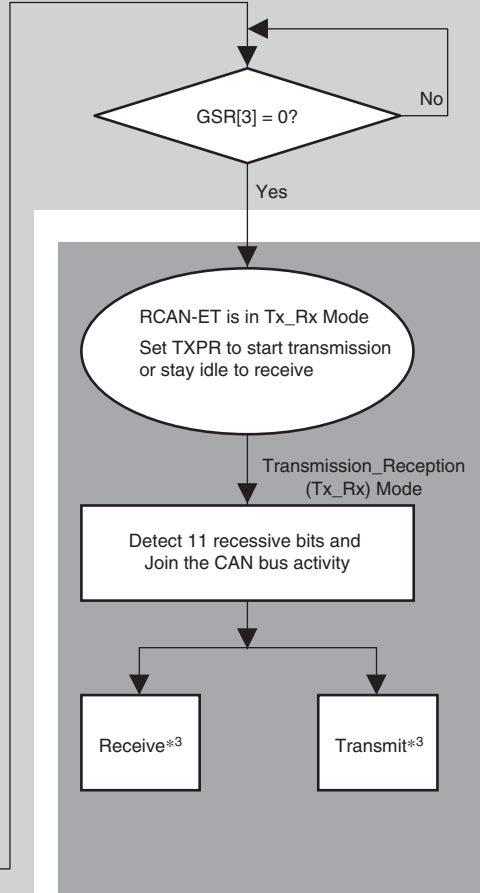 GSR[3] = 0?
No
Yes
RCAN-ET is in Tx_Rx Mode
Set TXPR to start transmission
or stay idle to receive
Transmission_Reception
(Tx_Rx) Mode
Detect 11 recessive bits and
Join the CAN bus activity
Receive*3
Transmit*3